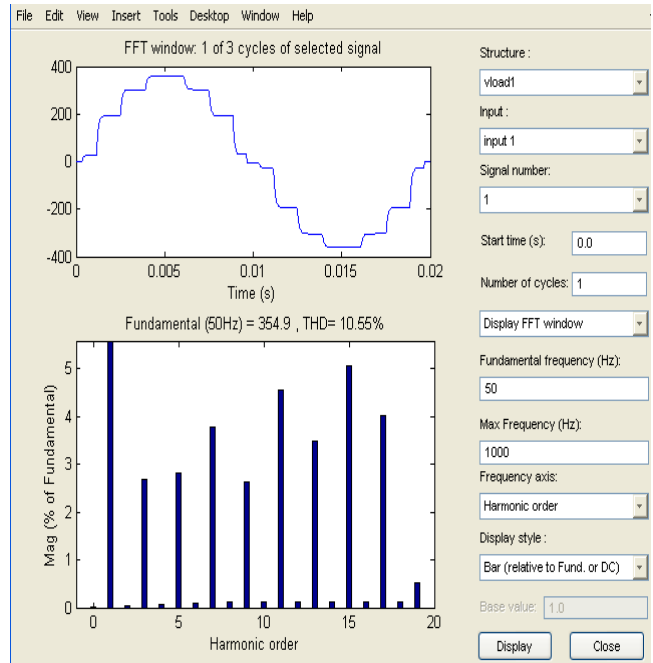 File Edit View Insert Tools Desktop Window Help
FFT window: 1 of 3 cycles of selected signal
400
200
0
-200
-400
0 0.005 0.01 0.015 0.02
Time (s)
Fundamental (50Hz) = 354.9 , THD= 10.55%
Mag (% of Fundamental)
5
4
3
2
1
0
0 5 10 15 20
Harmonic order
Structure :
vload1
Input :
input 1
Signal number:
1
Start time (s): 0.0
Number of cycles: 1
Display FFT window
Fundamental frequency (Hz):
50
Max Frequency (Hz):
1000
Frequency axis:
Harmonic order
Display style :
Bar (relative to Fund. or DC)
Base value: 1.0
Display Close